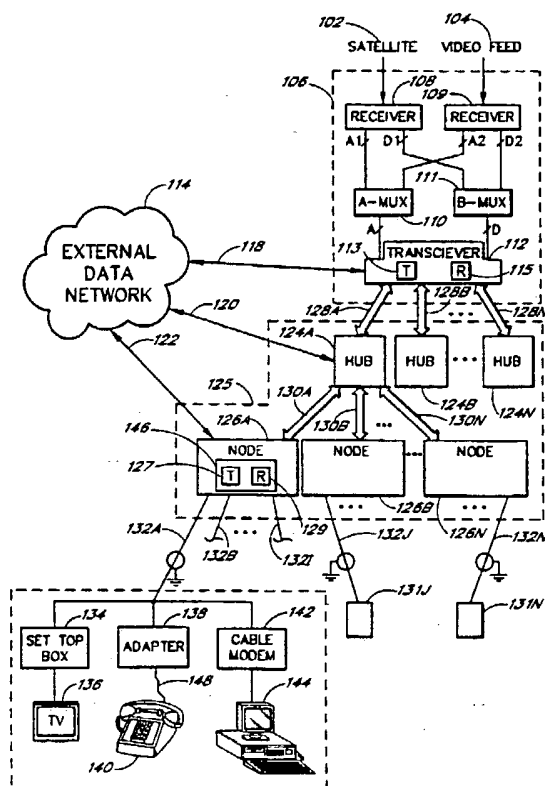 102 104
SATELLITE VIDEO FEED
106 108 109
RECEIVER RECEIVER
A1 D1 A2 D2
111
114 A-MUX B-MUX
110
A D
TRANSCIEVER 112
113 T R 115
EXTERNAL
DATA
NETWORK
118
128A 128B ... 128N
120
124A
HUB HUB ... HUB
122
124B 124N
125
130A
126A 130B ... 130N
146
NODE NODE ... NODE
127 T R
129
132A ... 126B ... 126N ...
132B 132I 132J 132N
131J 131N
134 138 142
SET TOP
BOX
ADAPTER
CABLE
MODEM
136 148 144
TV
140